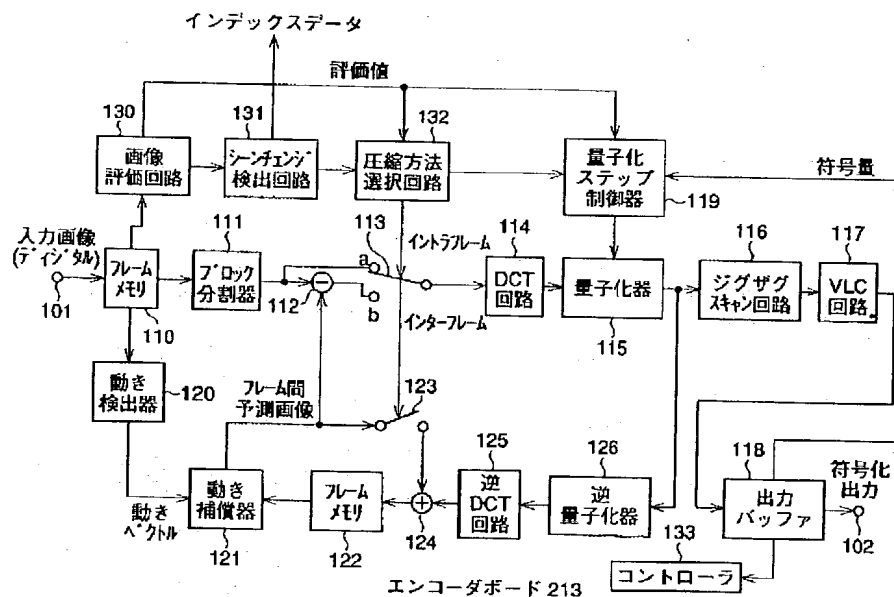 インデックスデータ
評価値
130
131
132
画像
評価回路
シーンチェンジ
検出回路
圧縮方法
選択回路
量子化
ステップ
制御器
119
符号量
入力画像
(ディジタル)
101
フレーム
メモリ
110
111
ブロック
分割器
112
113
a
b
イントラフレーム
インターフレーム
114
DCT
回路
量子化器
115
116
ジグザグ
スキャン回路
117
VLC
回路
動き
検出器
120
フレーム間
予測画像
123
動き
ベクトル
動き
補償器
121
フレーム
メモリ
122
124
125
逆
DCT
回路
126
逆
量子化器
118
出力
バッファ
符号化
出力
102
133
コントローラ
エンコーダボード 213